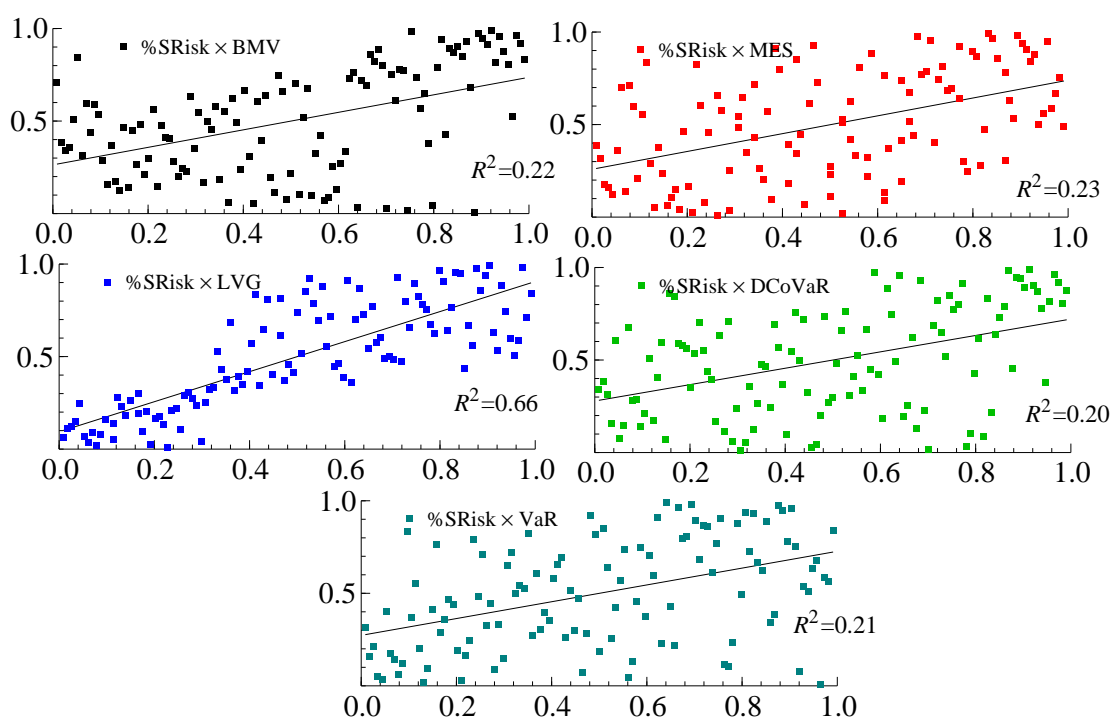 1.0
%SRisk × BMV
0.5
R²=0.22
0.0 0.2 0.4 0.6 0.8 1.0
1.0
%SRisk × MES
0.5
R²=0.23
0.0 0.2 0.4 0.6 0.8 1.0
1.0
%SRisk × LVG
0.5
R²=0.66
0.0 0.2 0.4 0.6 0.8 1.0
1.0
%SRisk × DCoVaR
0.5
R²=0.20
0.0 0.2 0.4 0.6 0.8 1.0
1.0
%SRisk × VaR
0.5
R²=0.21
0.0 0.2 0.4 0.6 0.8 1.0